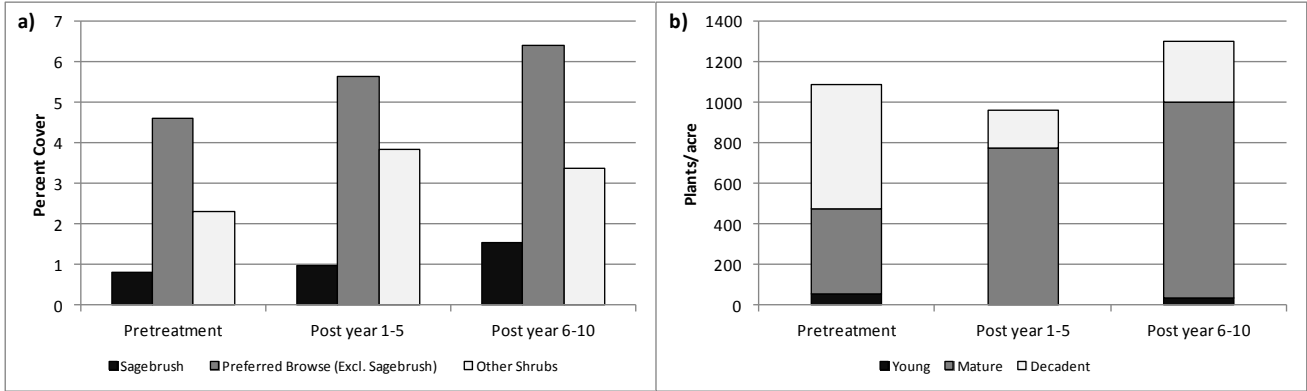 a)
Percent Cover
7
6
5
4
3
2
1
0
Pretreatment Post year 1-5 Post year 6-10
Sagebrush Preferred Browse (Excl. Sagebrush) Other Shrubs
b)
Plants/acre
1400
1200
1000
800
600
400
200
0
Pretreatment Post year 1-5 Post year 6-10
Young Mature Decadent